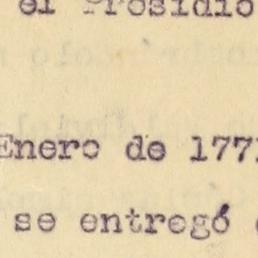 el Presidio
Enero de 177
se entregó